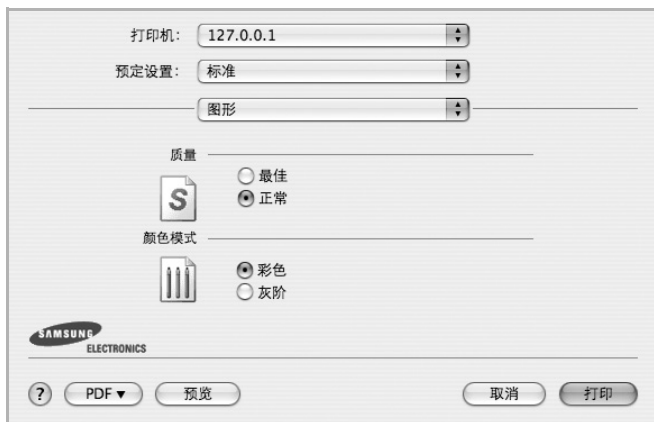 打印机: 127.0.0.1
预定设置: 标准
图形
质量
最佳
S
正常
颜色模式
彩色
灰阶
SAMSUNG
ELECTRONICS
? PDF▼ 预览 取消 打印